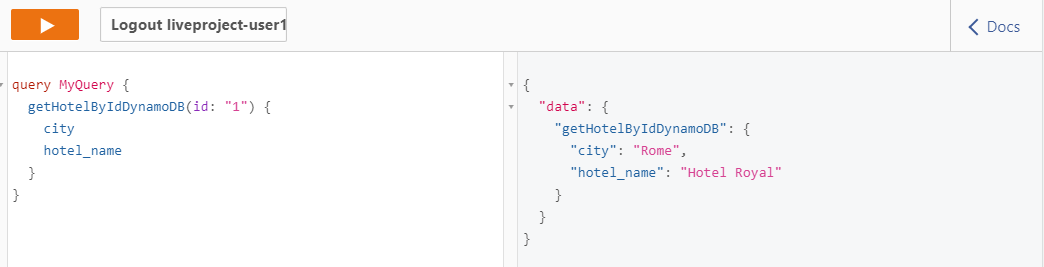 Logout liveproject-user1
Docs
query MyQuery {
  getHotelByIdDynamoDB(id: "1") {
    city
    hotel_name
  }
}
{
  "data": {
    "getHotelByIdDynamoDB": {
      "city": "Rome",
      "hotel_name": "Hotel Royal"
    }
  }
}